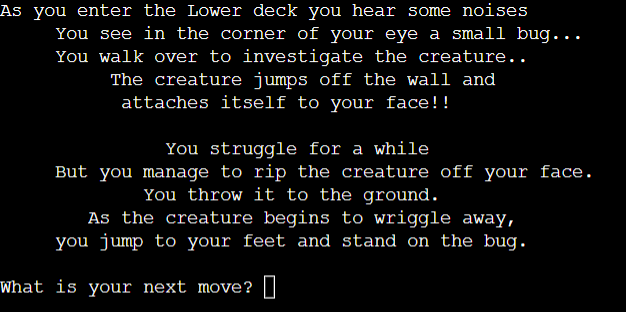 As you enter the Lower deck you hear some noises
You see in the corner of your eye a small bug...
You walk over to investigate the creature..
The creature jumps off the wall and
attaches itself to your face!!
You struggle for a while
But you manage to rip the creature off your face.
You throw it to the ground.
As the creature begins to wriggle away,
you jump to your feet and stand on the bug.
What is your next move?